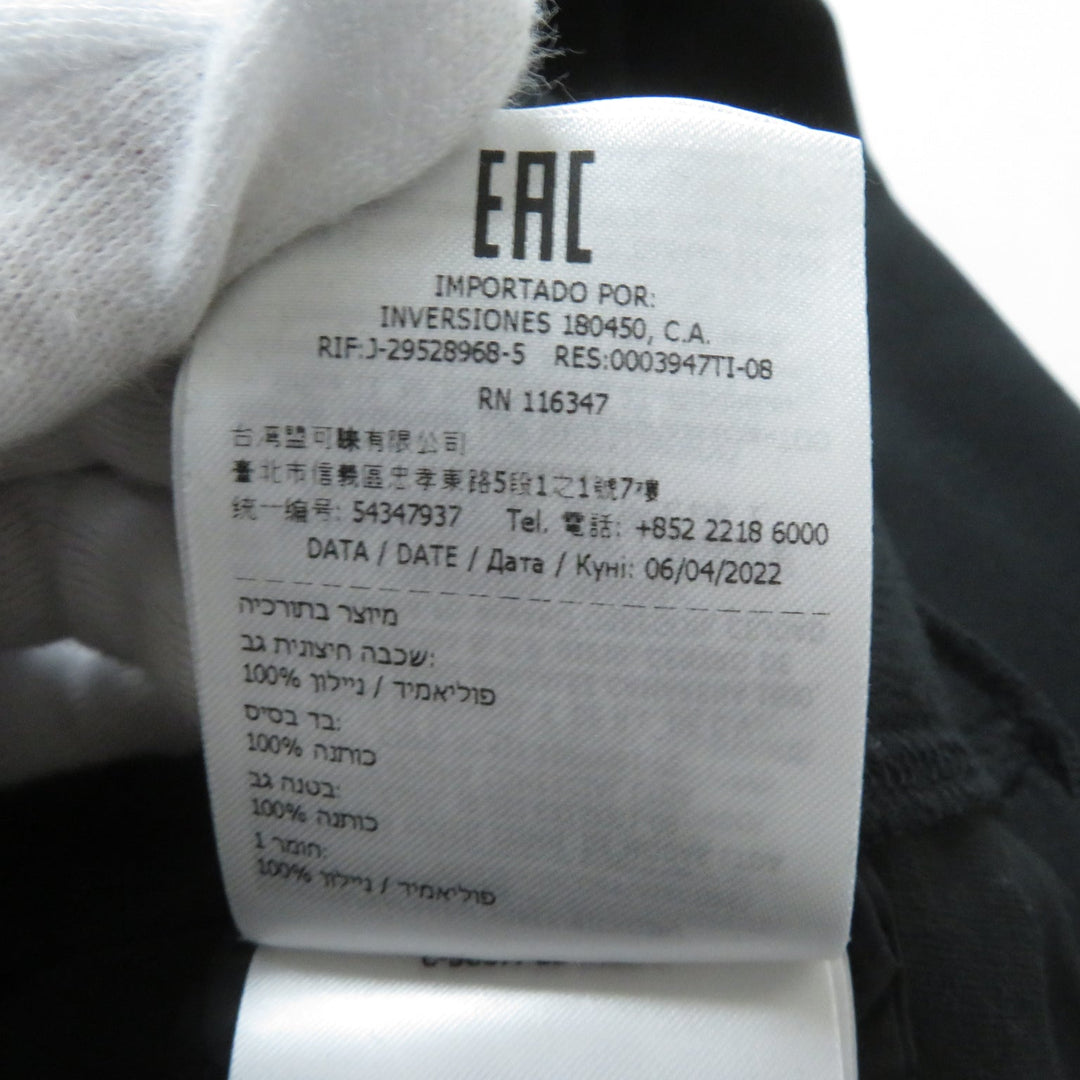 EAC
IMPORTADO POR:
INVERSIONES 180450, C.A.
RIF:J-29528968-5 RES:0003947TI-08
RN 116347
台灣盟可睞有限公司
臺北市信義區忠孝東路5段1之1號7樓
统一编号: 54347937 Tel. 電話: +852 2218 6000
DATA / DATE / Дата / Күні: 06/04/2022
מיוצר בתורכיה
שכבה חיצונית גב:
100% פוליאמיד / ניילון
בד בסיס:
100% כותנה
בטנה גב:
100% כותנה
חומר 1:
100% פוליאמיד / ניילון